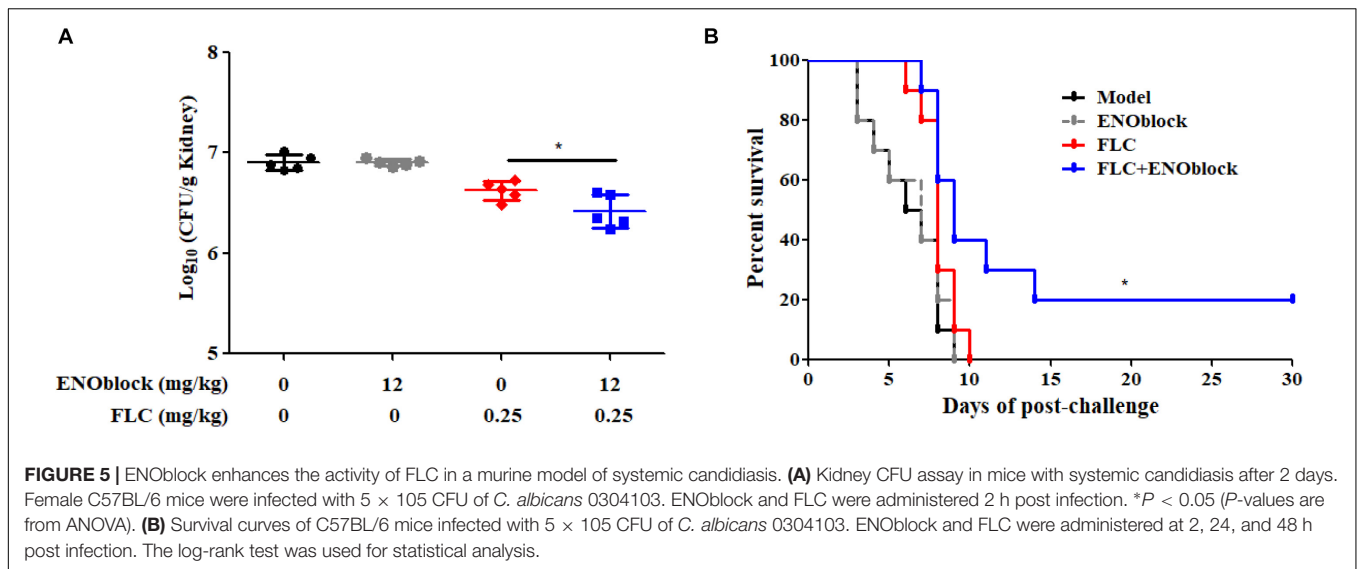 A
8
7
6
5
Log10 (CFU/g Kidney)
*
ENOblock (mg/kg) 0 12 0 12
FLC (mg/kg) 0 0 0.25 0.25
B
100
80
60
40
20
0
Percent survival
Model
ENOblock
FLC
FLC+ENOblock
*
0 5 10 15 20 25 30
Days of post-challenge
FIGURE 5 | ENOblock enhances the activity of FLC in a murine model of systemic candidiasis. (A) Kidney CFU assay in mice with systemic candidiasis after 2 days.
Female C57BL/6 mice were infected with 5 × 105 CFU of C. albicans 0304103. ENOblock and FLC were administered 2 h post infection. *P < 0.05 (P-values are
from ANOVA). (B) Survival curves of C57BL/6 mice infected with 5 × 105 CFU of C. albicans 0304103. ENOblock and FLC were administered at 2, 24, and 48 h
post infection. The log-rank test was used for statistical analysis.